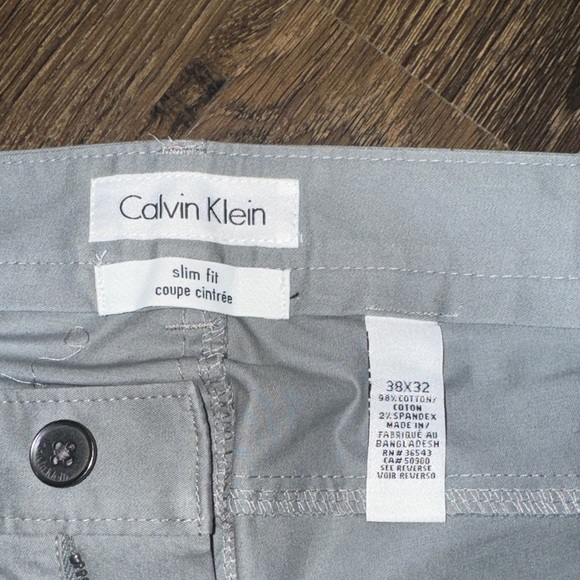 Calvin Klein
slim fit
coupe cintrée
38X32
98% COTTON/
COTON
2% SPANDEX
MADE IN/
FABRIQUÉ AU
BANGLADESH
RN# 36543
CA# 50900
SEE REVERSE
VOIR REVERSO